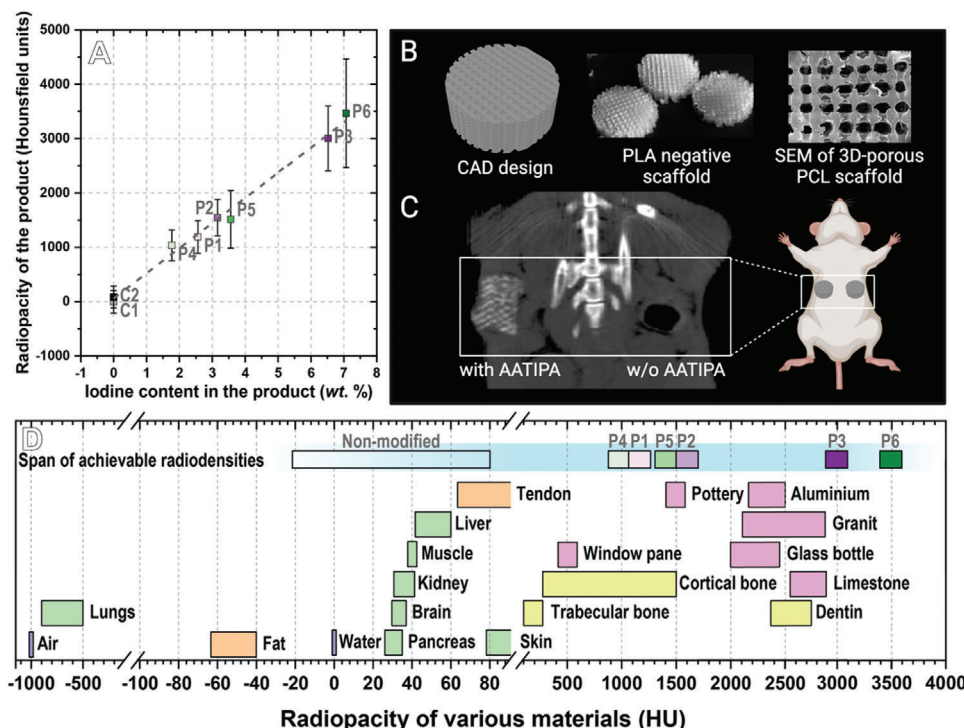 A
Radiopacity of the product (Hounsfield units)
5000
4000
3000
2000
1000
0
-1000
P6
P3
P2
P5
P1
P4
C2
C1
-1 0 1 2 3 4 5 6 7 8
Iodine content in the product (wt. %)
B
CAD design
PLA negative
scaffold
SEM of 3D-porous
PCL scaffold
C
with AATIPA
w/o AATIPA
D
Non-modified
P4 P1 P5 P2 P3 P6
Span of achievable radiodensities
Tendon
Pottery
Aluminium
Liver
Granit
Muscle
Window pane
Glass bottle
Kidney
Cortical bone
Limestone
Lungs
Brain
Trabecular bone
Dentin
Air
Fat
Water
Pancreas
Skin
-1000 -500 -100 -80 -60 -40 -20 0 20 40 60 80 500 1000 1500 2000 2500 3000 3500 4000
Radiopacity of various materials (HU)